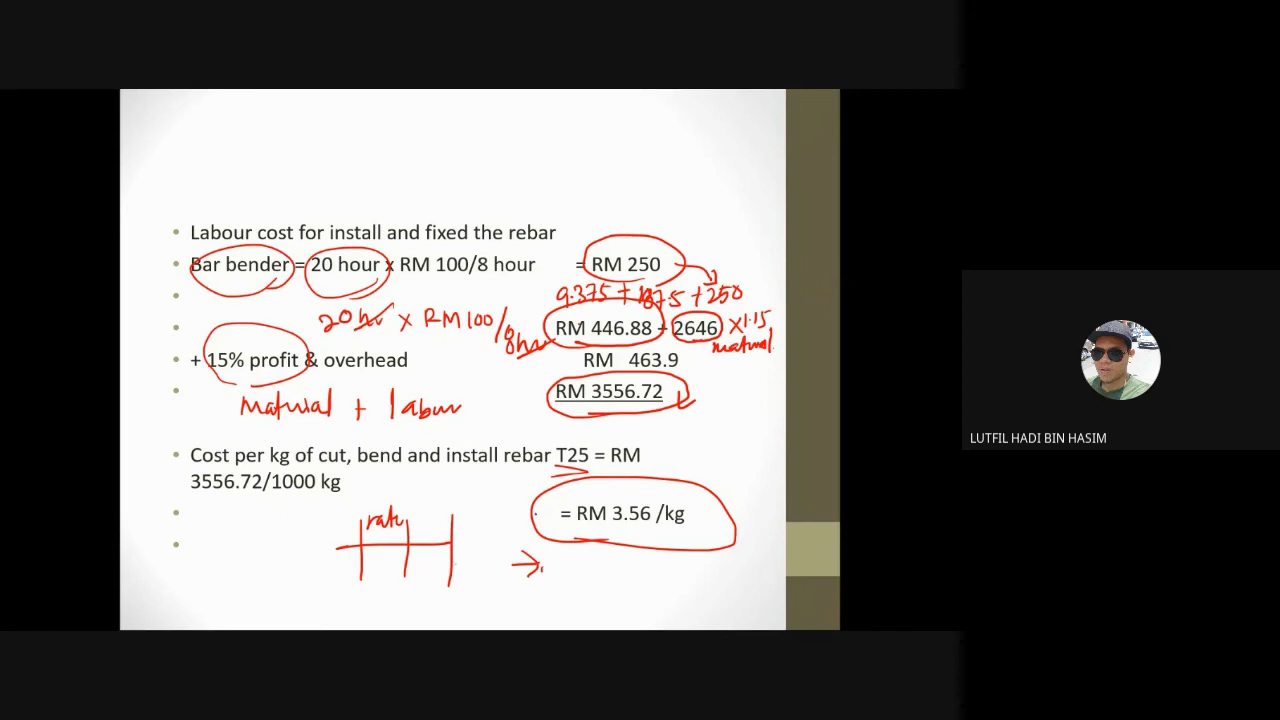 Labour cost for install and fixed the rebar
Bar bender = 20 hour x RM 100/8 hour = RM 250
9.375 + 187.5 + 250
20 hr x RM 100/8hr
RM 446.88 + 2646 x 1.15
material
+ 15% profit & overhead RM 463.9
RM 3556.72
Material + labur
Cost per kg of cut, bend and install rebar T25 = RM
3556.72/1000 kg
= RM 3.56 /kg
rate
LUTFIL HADI BIN HASIM